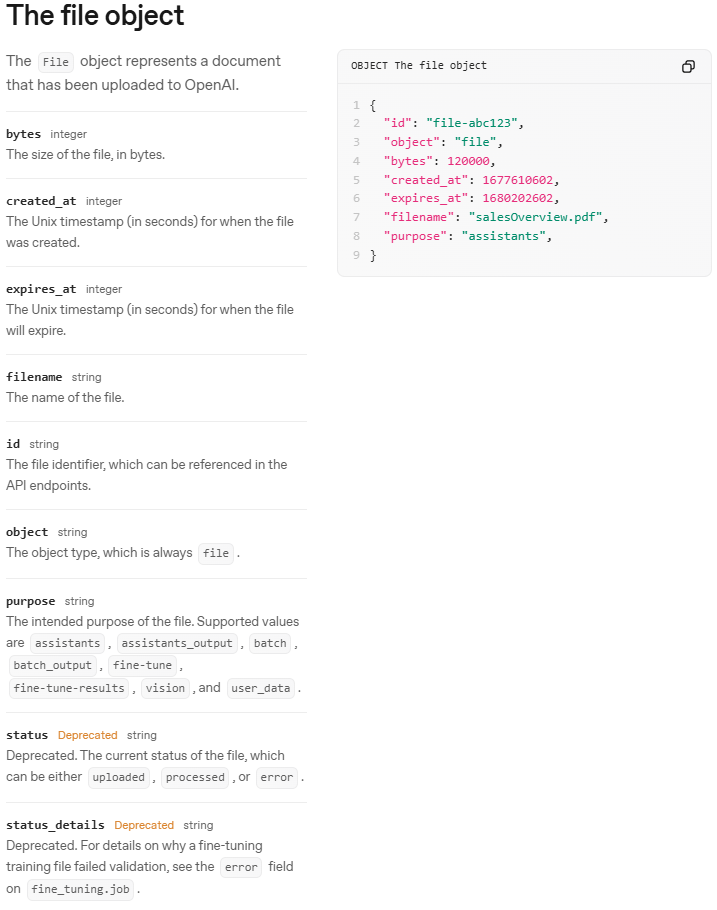 The file object
The File object represents a document
that has been uploaded to OpenAI.
bytes integer
The size of the file, in bytes.
created_at integer
The Unix timestamp (in seconds) for when the file
was created.
expires_at integer
The Unix timestamp (in seconds) for when the file
will expire.
filename string
The name of the file.
id string
The file identifier, which can be referenced in the
API endpoints.
object string
The object type, which is always file .
purpose string
The intended purpose of the file. Supported values
are assistants , assistants_output , batch ,
batch_output , fine-tune ,
fine-tune-results , vision , and user_data .
status Deprecated string
Deprecated. The current status of the file, which
can be either uploaded , processed , or error .
status_details Deprecated string
Deprecated. For details on why a fine-tuning
training file failed validation, see the error field
on fine_tuning.job .
OBJECT The file object
1 {
2 "id": "file-abc123",
3 "object": "file",
4 "bytes": 120000,
5 "created_at": 1677610602,
6 "expires_at": 1680202602,
7 "filename": "salesOverview.pdf",
8 "purpose": "assistants",
9 }